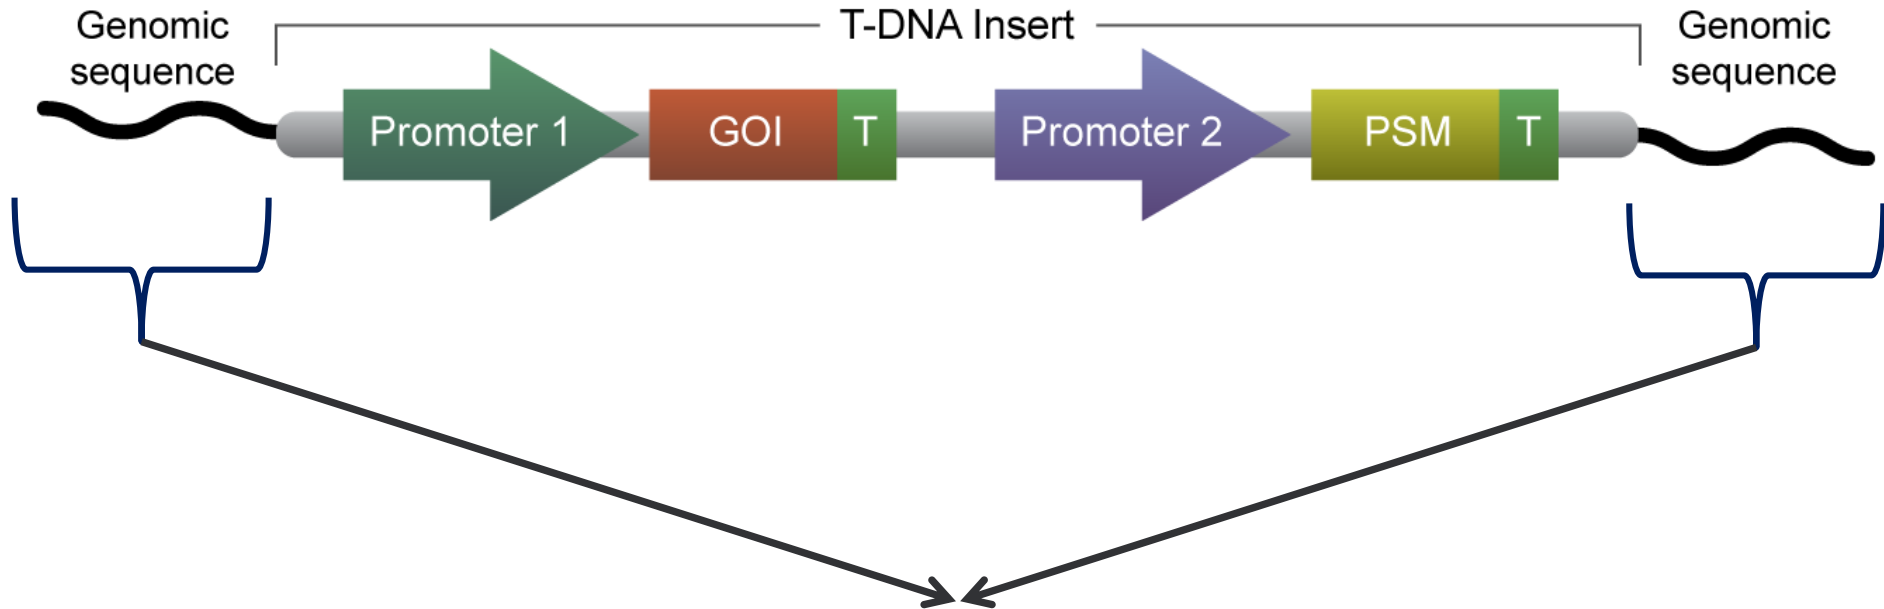 Genomic
sequence
T-DNA Insert
Genomic
sequence
Promoter 1
GOI
T
Promoter 2
PSM
T